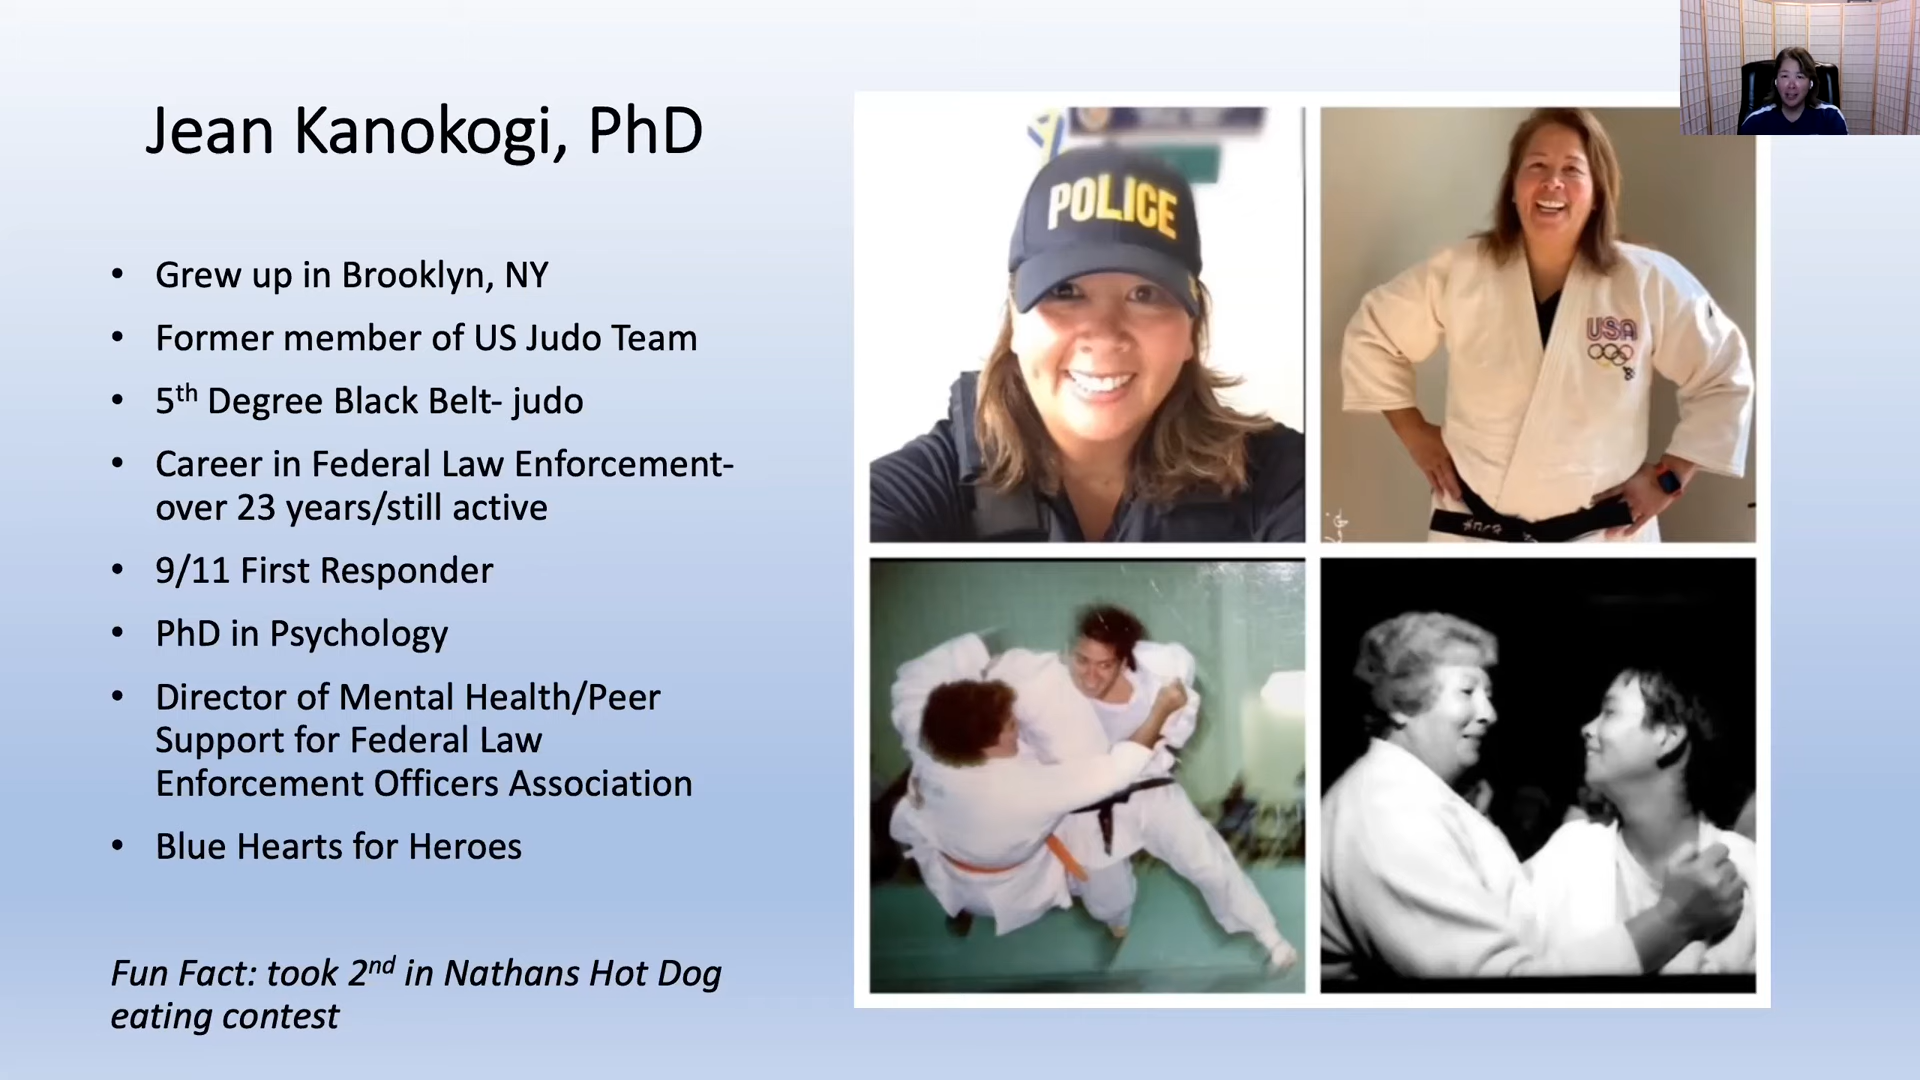 Jean Kanokogi, PhD
• Grew up in Brooklyn, NY
• Former member of US Judo Team
• 5th Degree Black Belt- judo
• Career in Federal Law Enforcement-
over 23 years/still active
• 9/11 First Responder
• PhD in Psychology
• Director of Mental Health/Peer
Support for Federal Law
Enforcement Officers Association
• Blue Hearts for Heroes
Fun Fact: took 2nd in Nathans Hot Dog
eating contest
POLICE
USA